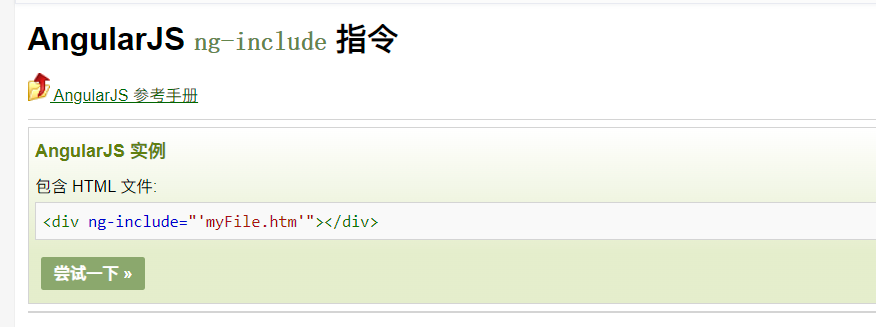 AngularJS ng-include 指令
AngularJS 参考手册
AngularJS 实例
包含 HTML 文件:
<div ng-include="'myFile.htm'"></div>
尝试一下 »